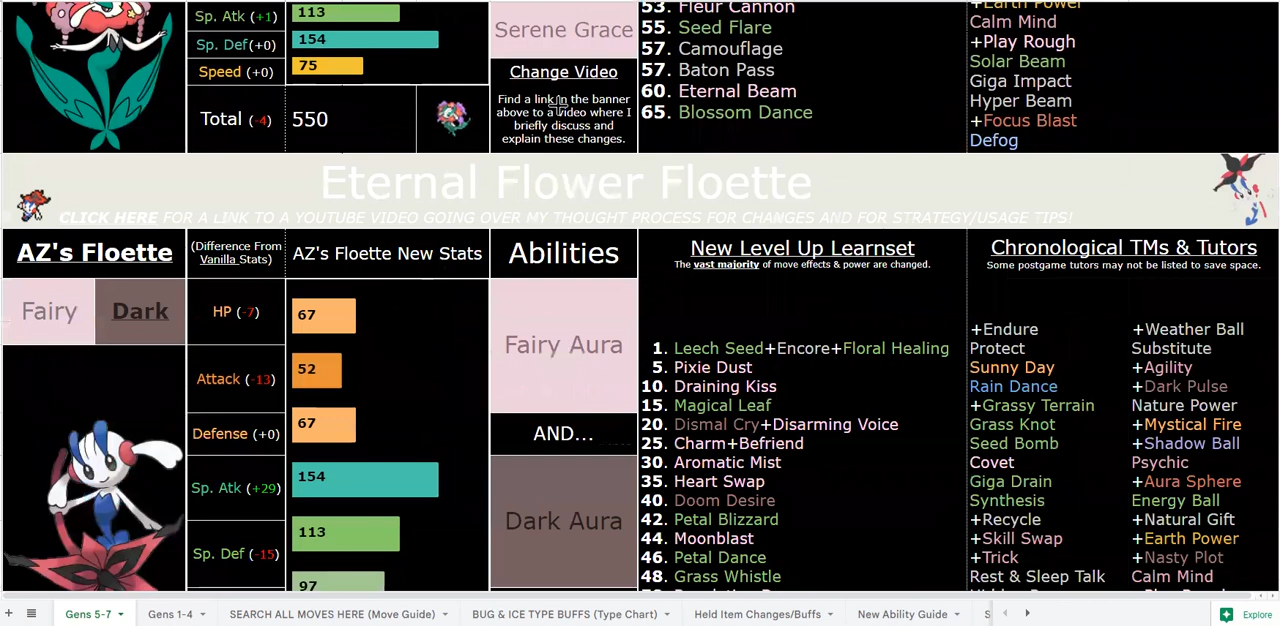 Sp. Atk (+1)
113
Sp. Def (+0)
154
Speed (+0)
75
Total (-4)
550
Serene Grace
Change Video
Find a link in the banner
above to a video where I
briefly discuss and
explain these changes.
53. Fleur Cannon
55. Seed Flare
57. Camouflage
57. Baton Pass
60. Eternal Beam
65. Blossom Dance
+Earth Power
Calm Mind
+Play Rough
Solar Beam
Giga Impact
Hyper Beam
+Focus Blast
Defog
Eternal Flower Floette
CLICK HERE FOR A LINK TO A YOUTUBE VIDEO GOING OVER MY THOUGHT PROCESS FOR CHANGES AND FOR STRATEGY/USAGE TIPS!
AZ's Floette
(Difference From
Vanilla Stats)
AZ's Floette New Stats
Abilities
New Level Up Learnset
The vast majority of move effects & power are changed.
Chronological TMs & Tutors
Some postgame tutors may not be listed to save space.
Fairy
Dark
HP (-7)
67
Attack (-13)
52
Defense (+0)
67
Sp. Atk (+29)
154
Sp. Def (-15)
113
97
Fairy Aura
AND...
Dark Aura
1. Leech Seed+Encore+Floral Healing
5. Pixie Dust
10. Draining Kiss
15. Magical Leaf
20. Dismal Cry+Disarming Voice
25. Charm+Befriend
30. Aromatic Mist
35. Heart Swap
40. Doom Desire
42. Petal Blizzard
44. Moonblast
46. Petal Dance
48. Grass Whistle
+Endure
Protect
Sunny Day
Rain Dance
+Grassy Terrain
Grass Knot
Seed Bomb
Covet
Giga Drain
Synthesis
+Recycle
+Skill Swap
+Trick
Rest & Sleep Talk
+Weather Ball
Substitute
+Agility
+Dark Pulse
Nature Power
+Mystical Fire
+Shadow Ball
Psychic
+Aura Sphere
Energy Ball
+Natural Gift
+Earth Power
+Nasty Plot
Calm Mind
Gens 5-7
Gens 1-4
SEARCH ALL MOVES HERE (Move Guide)
BUG & ICE TYPE BUFFS (Type Chart)
Held Item Changes/Buffs
New Ability Guide
S
Explore